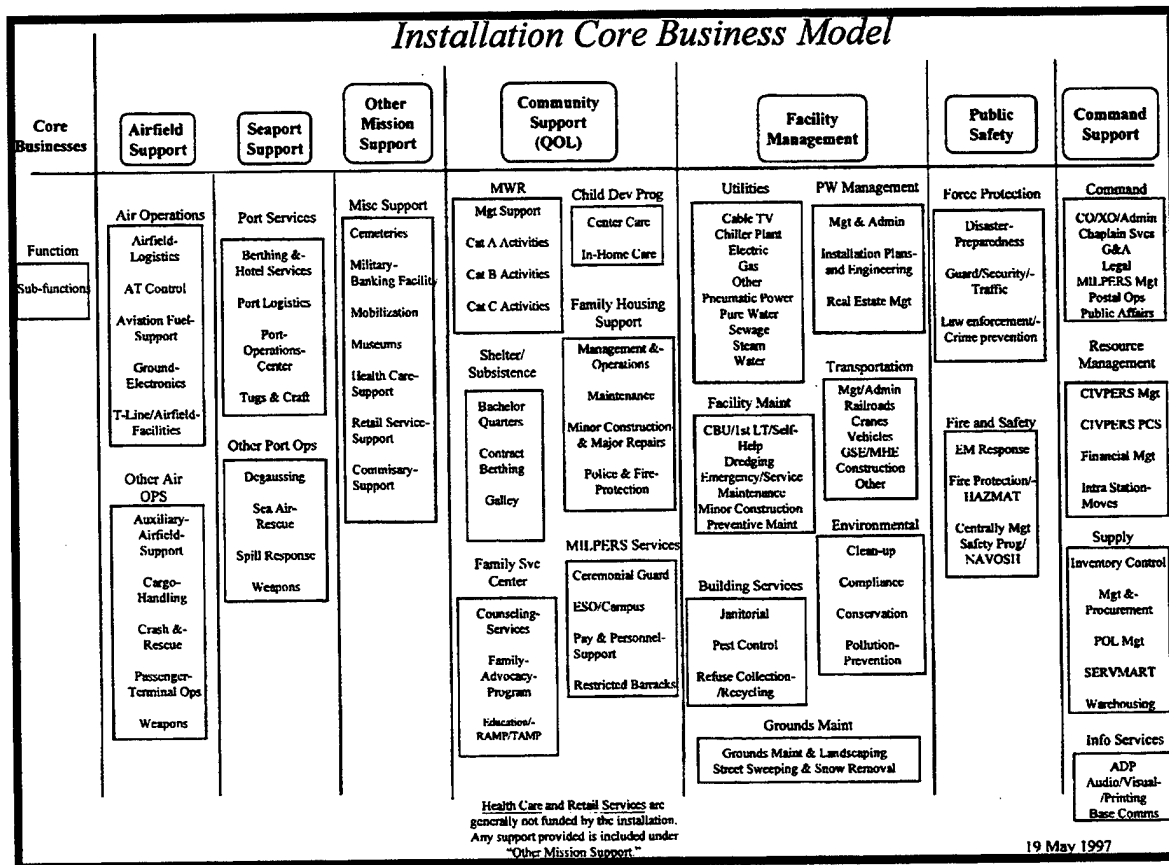 Installation Core Business Model
Core
Businesses
Airfield
Support
Seaport
Support
Other
Mission
Support
Community
Support
(QOL)
Facility
Management
Public
Safety
Command
Support
Function
Sub-functions
Air Operations
Airfield-
Logistics
AT Control
Aviation Fuel-
Support
Ground-
Electronics
T-Line/Airfield-
Facilities
Other Air
OPS
Auxiliary-
Airfield-
Support
Cargo-
Handling
Crash &-
Rescue
Passenger-
Terminal Ops
Weapons
Port Services
Berthing &-
Hotel Services
Port Logistics
Port-
Operations-
Center
Tugs & Craft
Other Port Ops
Degaussing
Sea Air-
Rescue
Spill Response
Weapons
Misc Support
Cemeteries
Military-
Banking Facility
Mobilization
Museums
Health Care-
Support
Retail Service-
Support
Commisary-
Support
MWR
Mgt Support
Cat A Activities
Cat B Activities
Cat C Activities
Shelter/
Subsistence
Bachelor
Quarters
Contract
Berthing
Galley
Family Svc
Center
Counseling-
Services
Family-
Advocacy-
Program
Education/-
RAMP/TAMP
Child Dev Prog
Center Care
In-Home Care
Family Housing
Support
Management &-
Operations
Maintenance
Minor Construction
& Major Repairs
Police & Fire-
Protection
MILPERS Services
Ceremonial Guard
ESO/Campus
Pay & Personnel-
Support
Restricted Barracks
Utilities
Cable TV
Chiller Plant
Electric
Gas
Other
Pneumatic Power
Pure Water
Sewage
Steam
Water
Facility Maint
CBU/1st LT/Self-
Help
Dredging
Emergency/Service
Maintenance
Minor Construction
Preventive Maint
Building Services
Janitorial
Pest Control
Refuse Collection-
/Recycling
PW Management
Mgt & Admin
Installation Plans-
and Engineering
Real Estate Mgt
Transportation
Mgt/Admin
Railroads
Cranes
Vehicles
GSE/MHE
Construction
Other
Environmental
Clean-up
Compliance
Conservation
Pollution-
Prevention
Grounds Maint
Grounds Maint & Landscaping
Street Sweeping & Snow Removal
Force Protection
Disaster-
Preparedness
Guard/Security/-
Traffic
Law enforcement/-
Crime prevention
Fire and Safety
EM Response
Fire Protection/-
HAZMAT
Centrally Mgt
Safety Prog/
NAVOSH
Command
CO/XO/Admin
Chaplain Svcs
G&A
Legal
MILPERS Mgt
Postal Ops
Public Affairs
Resource
Management
CIVPERS Mgt
CIVPERS PCS
Financial Mgt
Intra Station-
Moves
Supply
Inventory Control
Mgt &-
Procurement
POL Mgt
SERVMART
Warehousing
Info Services
ADP
Audio/Visual-
/Printing
Base Comms
Health Care and Retail Services are
generally not funded by the installation.
Any support provided is included under
"Other Mission Support."
19 May 1997